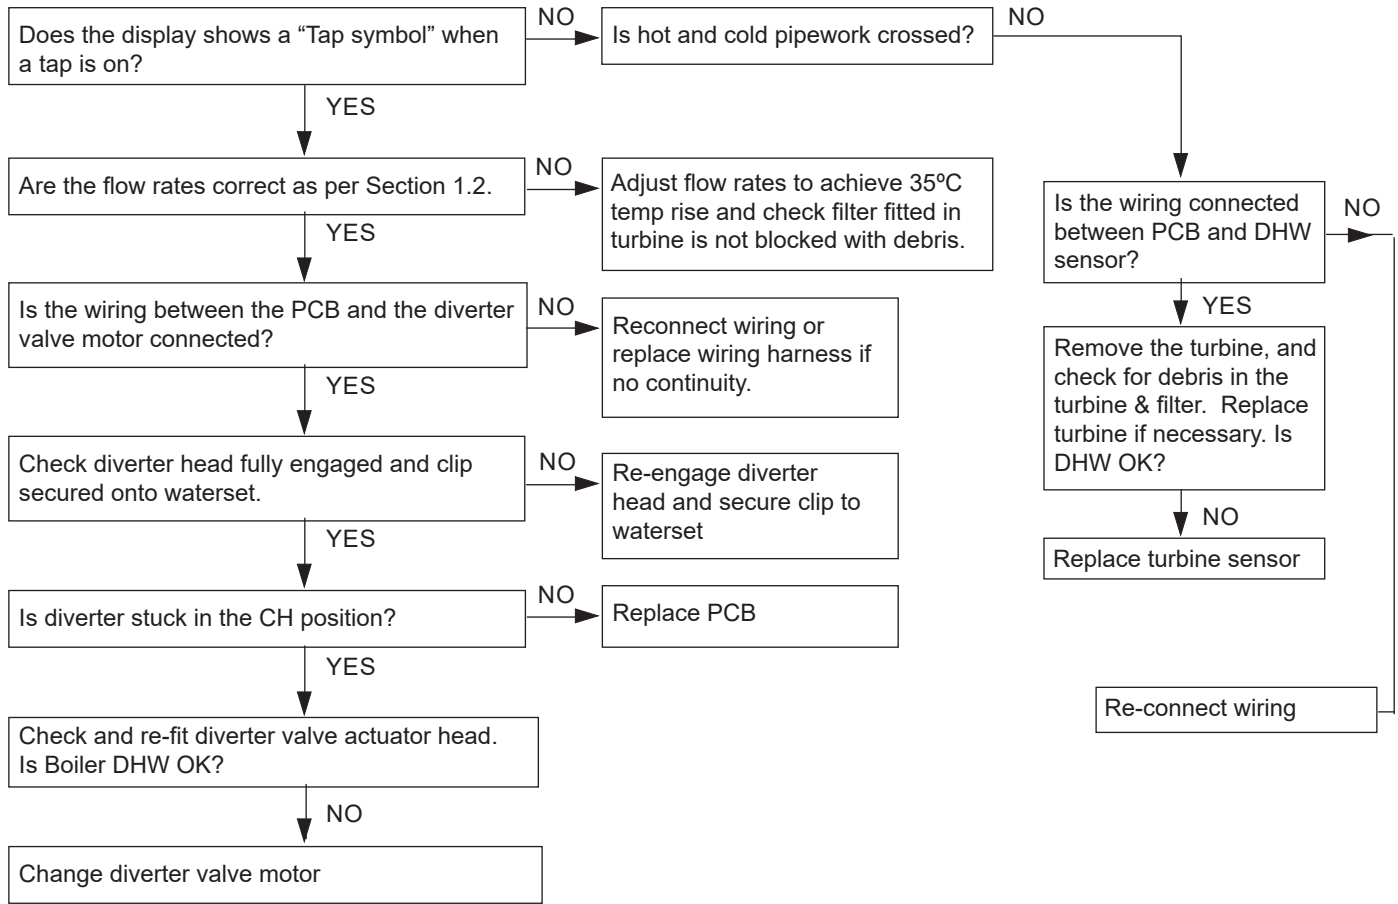 Does the display shows a “Tap symbol” when
a tap is on?
NO
Is hot and cold pipework crossed?
NO
YES
Are the flow rates correct as per Section 1.2.
NO
Adjust flow rates to achieve 35ºC
temp rise and check filter fitted in
turbine is not blocked with debris.
YES
Is the wiring connected
between PCB and DHW
sensor?
NO
YES
Is the wiring between the PCB and the diverter
valve motor connected?
NO
Reconnect wiring or
replace wiring harness if
no continuity.
YES
Remove the turbine, and
check for debris in the
turbine & filter.  Replace
turbine if necessary. Is
DHW OK?
NO
Replace turbine sensor
Check diverter head fully engaged and clip
secured onto waterset.
NO
Re-engage diverter
head and secure clip to
waterset
YES
Is diverter stuck in the CH position?
NO
Replace PCB
YES
Re-connect wiring
Check and re-fit diverter valve actuator head.
Is Boiler DHW OK?
NO
Change diverter valve motor